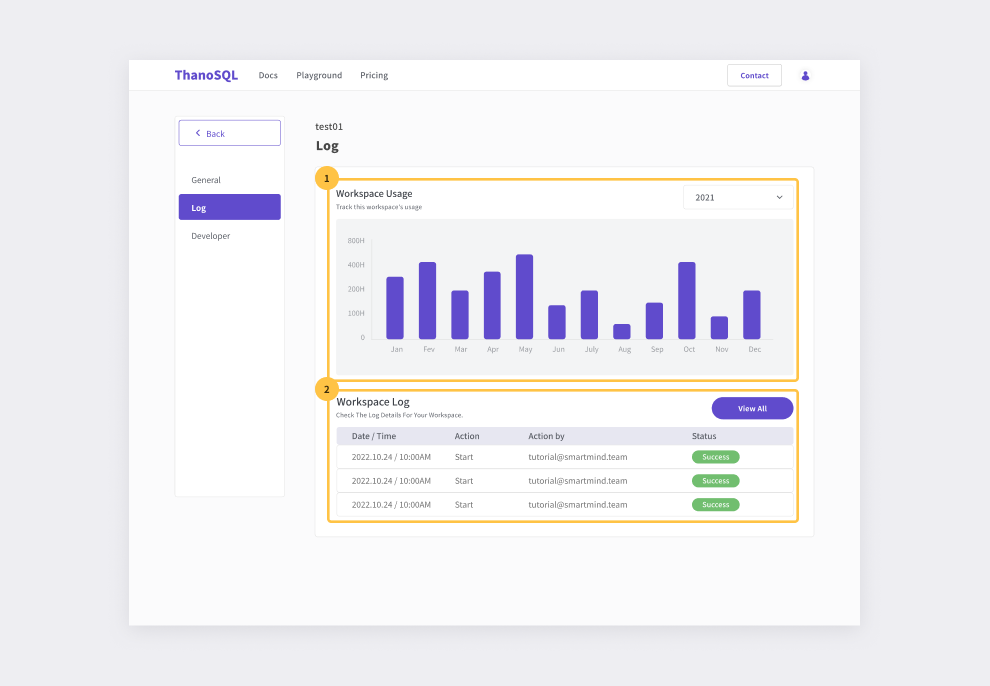 ThanoSQL Docs Playground Pricing Contact
Back
General
Log
Developer
test01
Log
1
Workspace Usage
Track this workspace's usage
2021
800H
400H
200H
100H
0
Jan Fev Mar Apr May Jun July Aug Sep Oct Nov Dec
2
Workspace Log
Check The Log Details For Your Workspace.
View All
Date / Time Action Action by Status
2022.10.24 / 10:00AM Start tutorial@smartmind.team Success
2022.10.24 / 10:00AM Start tutorial@smartmind.team Success
2022.10.24 / 10:00AM Start tutorial@smartmind.team Success